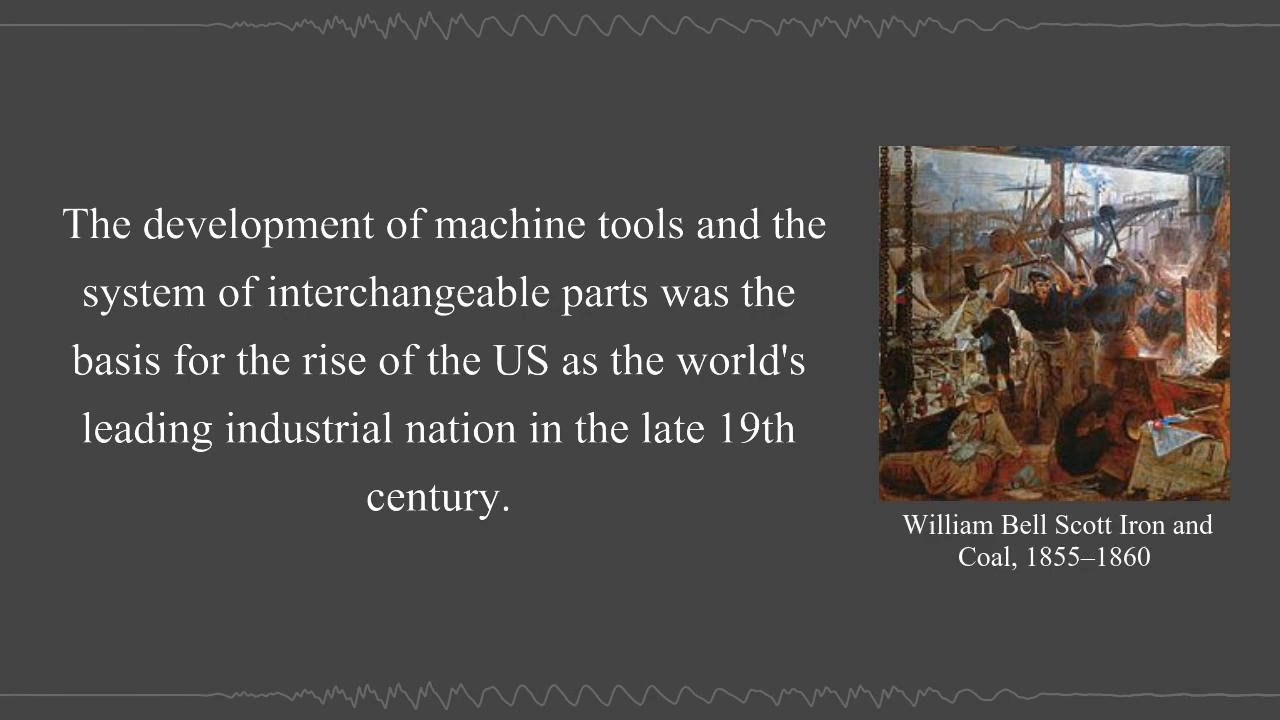 The development of machine tools and the
system of interchangeable parts was the
basis for the rise of the US as the world's
leading industrial nation in the late 19th
century.
William Bell Scott Iron and
Coal, 1855–1860